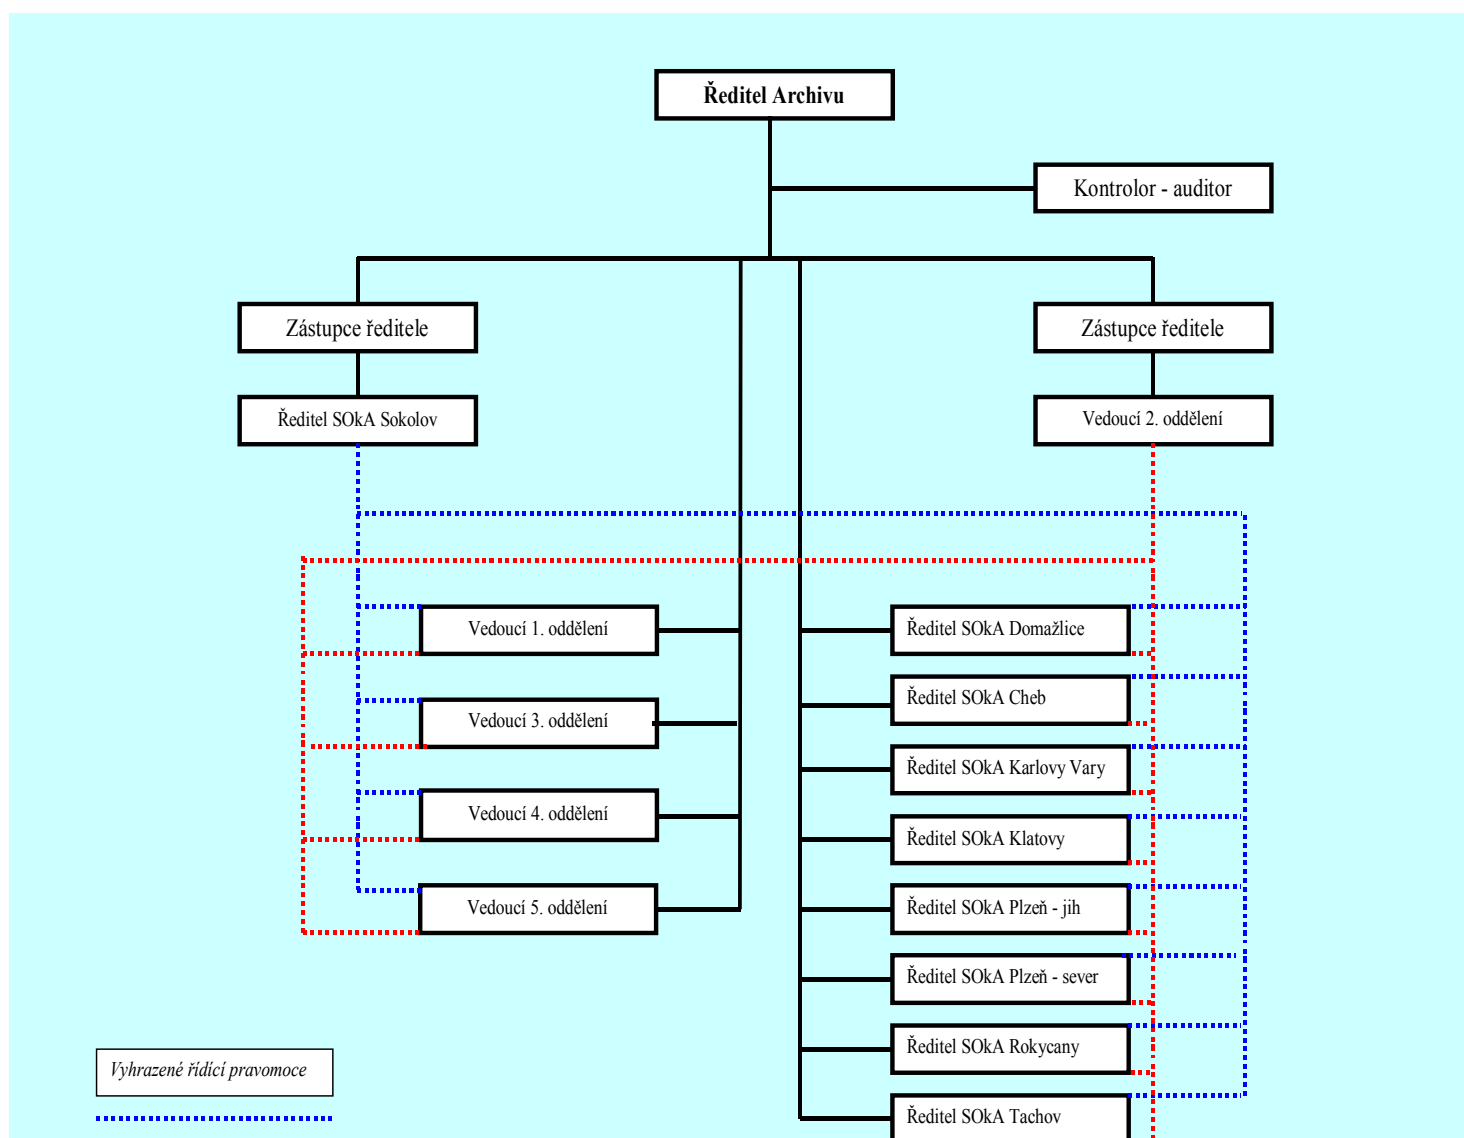 Ředitel Archivu
Kontrolor - auditor
Zástupce ředitele
Zástupce ředitele
Ředitel SOkA Sokolov
Vedoucí 2. oddělení
Vedoucí 1. oddělení
Vedoucí 3. oddělení
Vedoucí 4. oddělení
Vedoucí 5. oddělení
Ředitel SOkA Domažlice
Ředitel SOkA Cheb
Ředitel SOkA Karlovy Vary
Ředitel SOkA Klatovy
Ředitel SOkA Plzeň - jih
Ředitel SOkA Plzeň - sever
Ředitel SOkA Rokycany
Ředitel SOkA Tachov
Vyhrazené řídící pravomoce